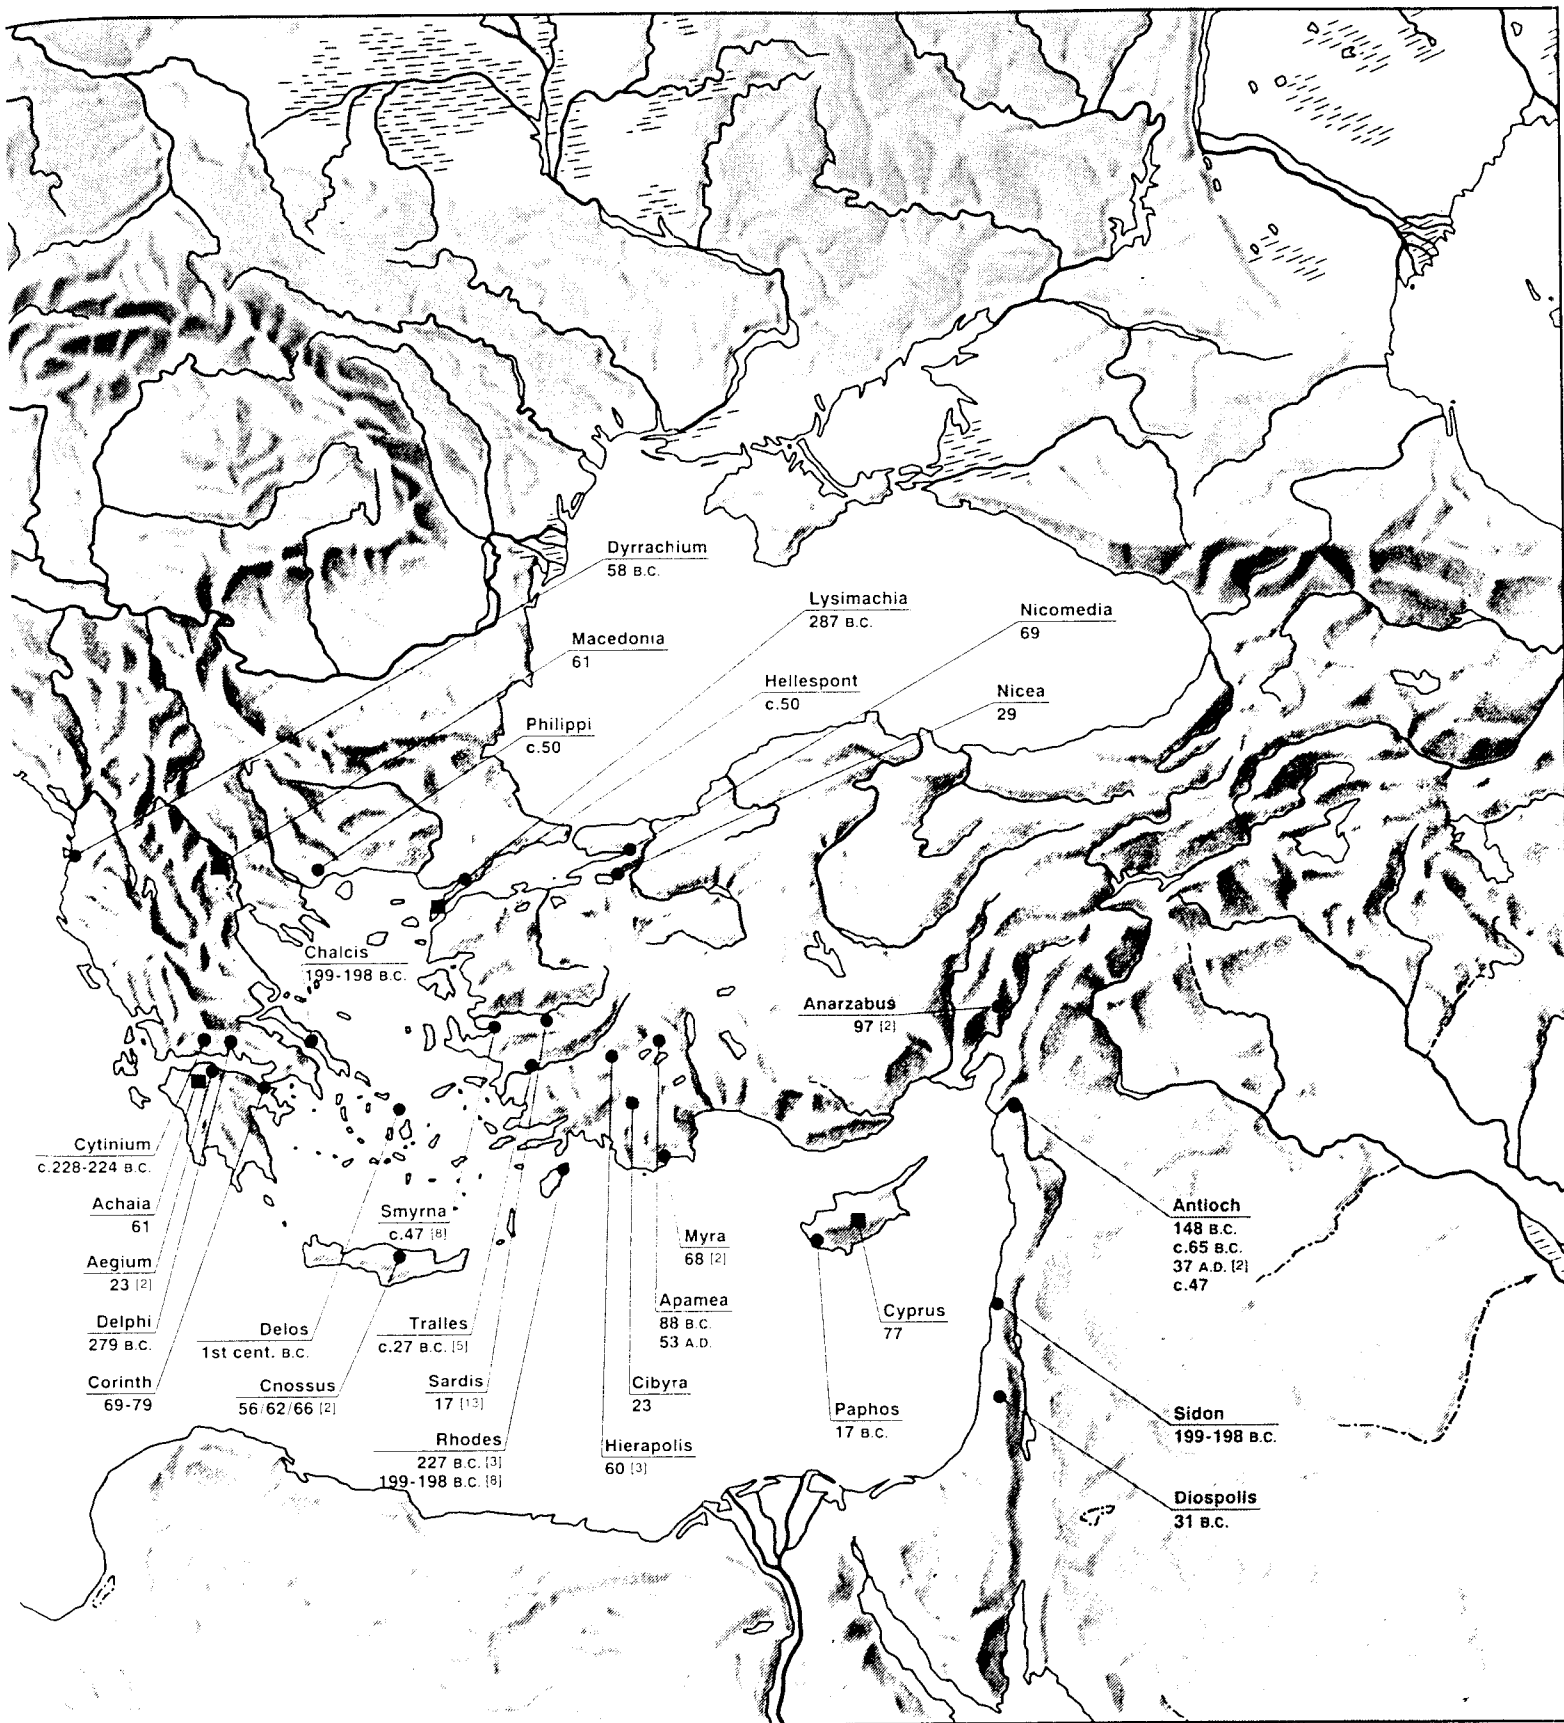 Dyrrachium
58 B.C.
Lysimachia
287 B.C.
Nicomedia
69
Macedonia
61
Hellespont
c.50
Nicea
29
Philippi
c.50
Chalcis
199-198 B.C.
Anarzabus
97 [2]
Cytinium
c.228-224 B.C.
Achaia
61
Aegium
23 [2]
Delphi
279 B.C.
Corinth
69-79
Delos
1st cent. B.C.
Cnossus
56/62/66 [2]
Smyrna
c.47 [8]
Tralles
c.27 B.C. [5]
Sardis
17 [13]
Rhodes
227 B.C. [3]
199-198 B.C. [8]
Myra
68 [2]
Apamea
88 B.C.
53 A.D.
Cibyra
23
Hierapolis
60 [3]
Cyprus
77
Paphos
17 B.C.
Antioch
148 B.C.
c.65 B.C.
37 A.D. [2]
c.47
Sidon
199-198 B.C.
Diospolis
31 B.C.